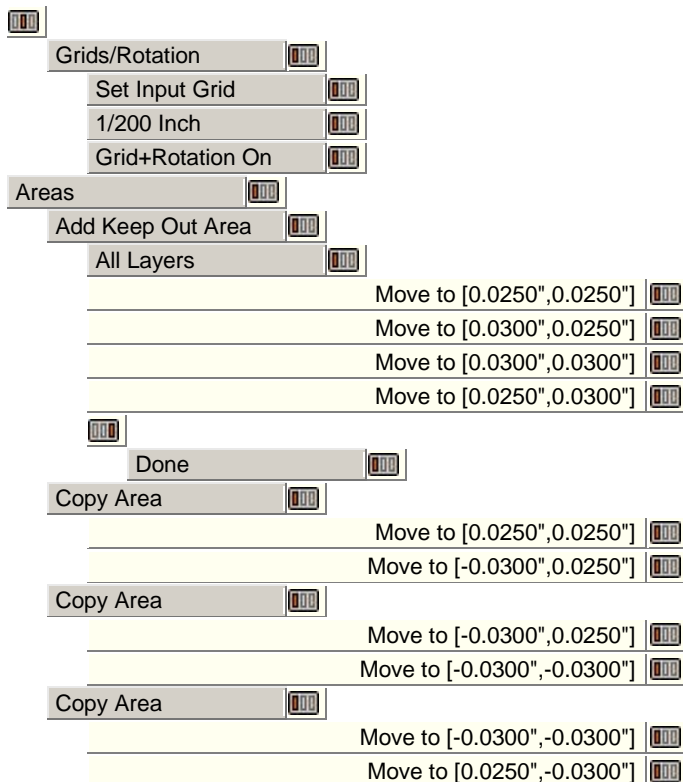 Grids/Rotation
Set Input Grid
1/200 Inch
Grid+Rotation On
Areas
Add Keep Out Area
All Layers
Move to [0.0250",0.0250"]
Move to [0.0300",0.0250"]
Move to [0.0300",0.0300"]
Move to [0.0250",0.0300"]
Done
Copy Area
Move to [0.0250",0.0250"]
Move to [-0.0300",0.0250"]
Copy Area
Move to [-0.0300",0.0250"]
Move to [-0.0300",-0.0300"]
Copy Area
Move to [-0.0300",-0.0300"]
Move to [0.0250",-0.0300"]